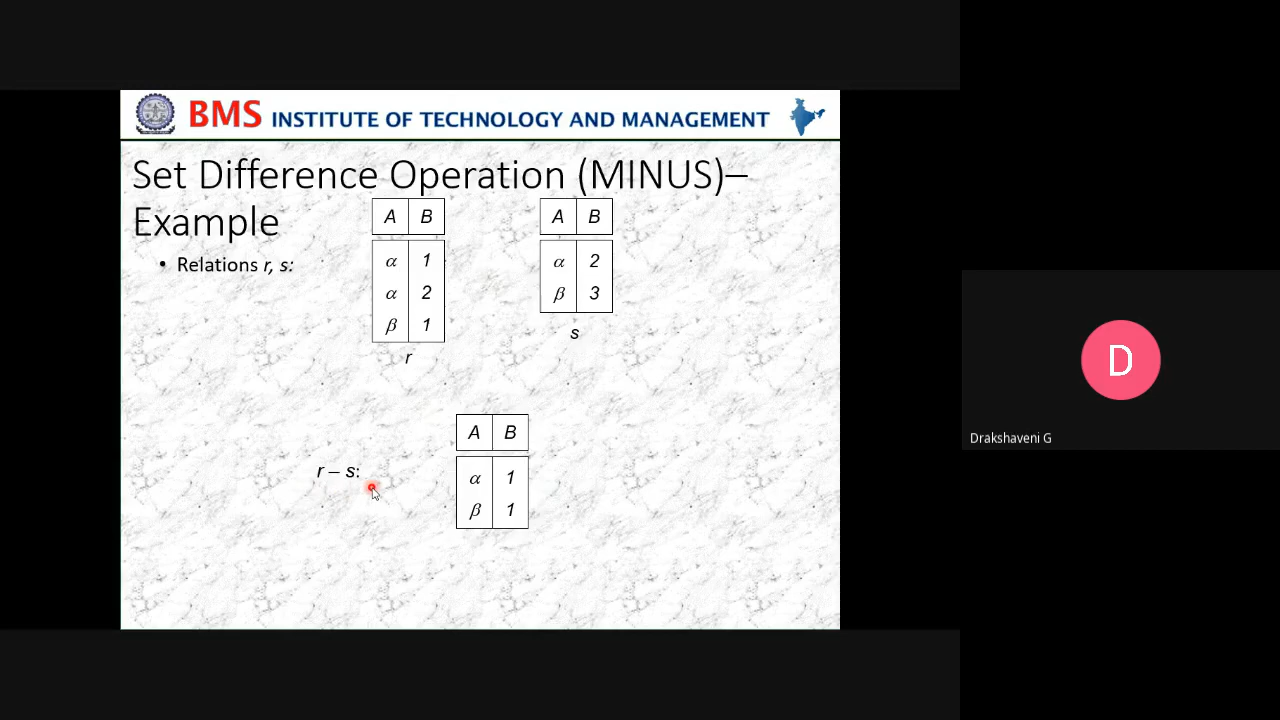 BMS INSTITUTE OF TECHNOLOGY AND MANAGEMENT
Set Difference Operation (MINUS)–
Example
• Relations r, s:
A B
α 1
α 2
β 1
r
A B
α 2
β 3
s
r – s:
A B
α 1
β 1
D
Drakshaveni G